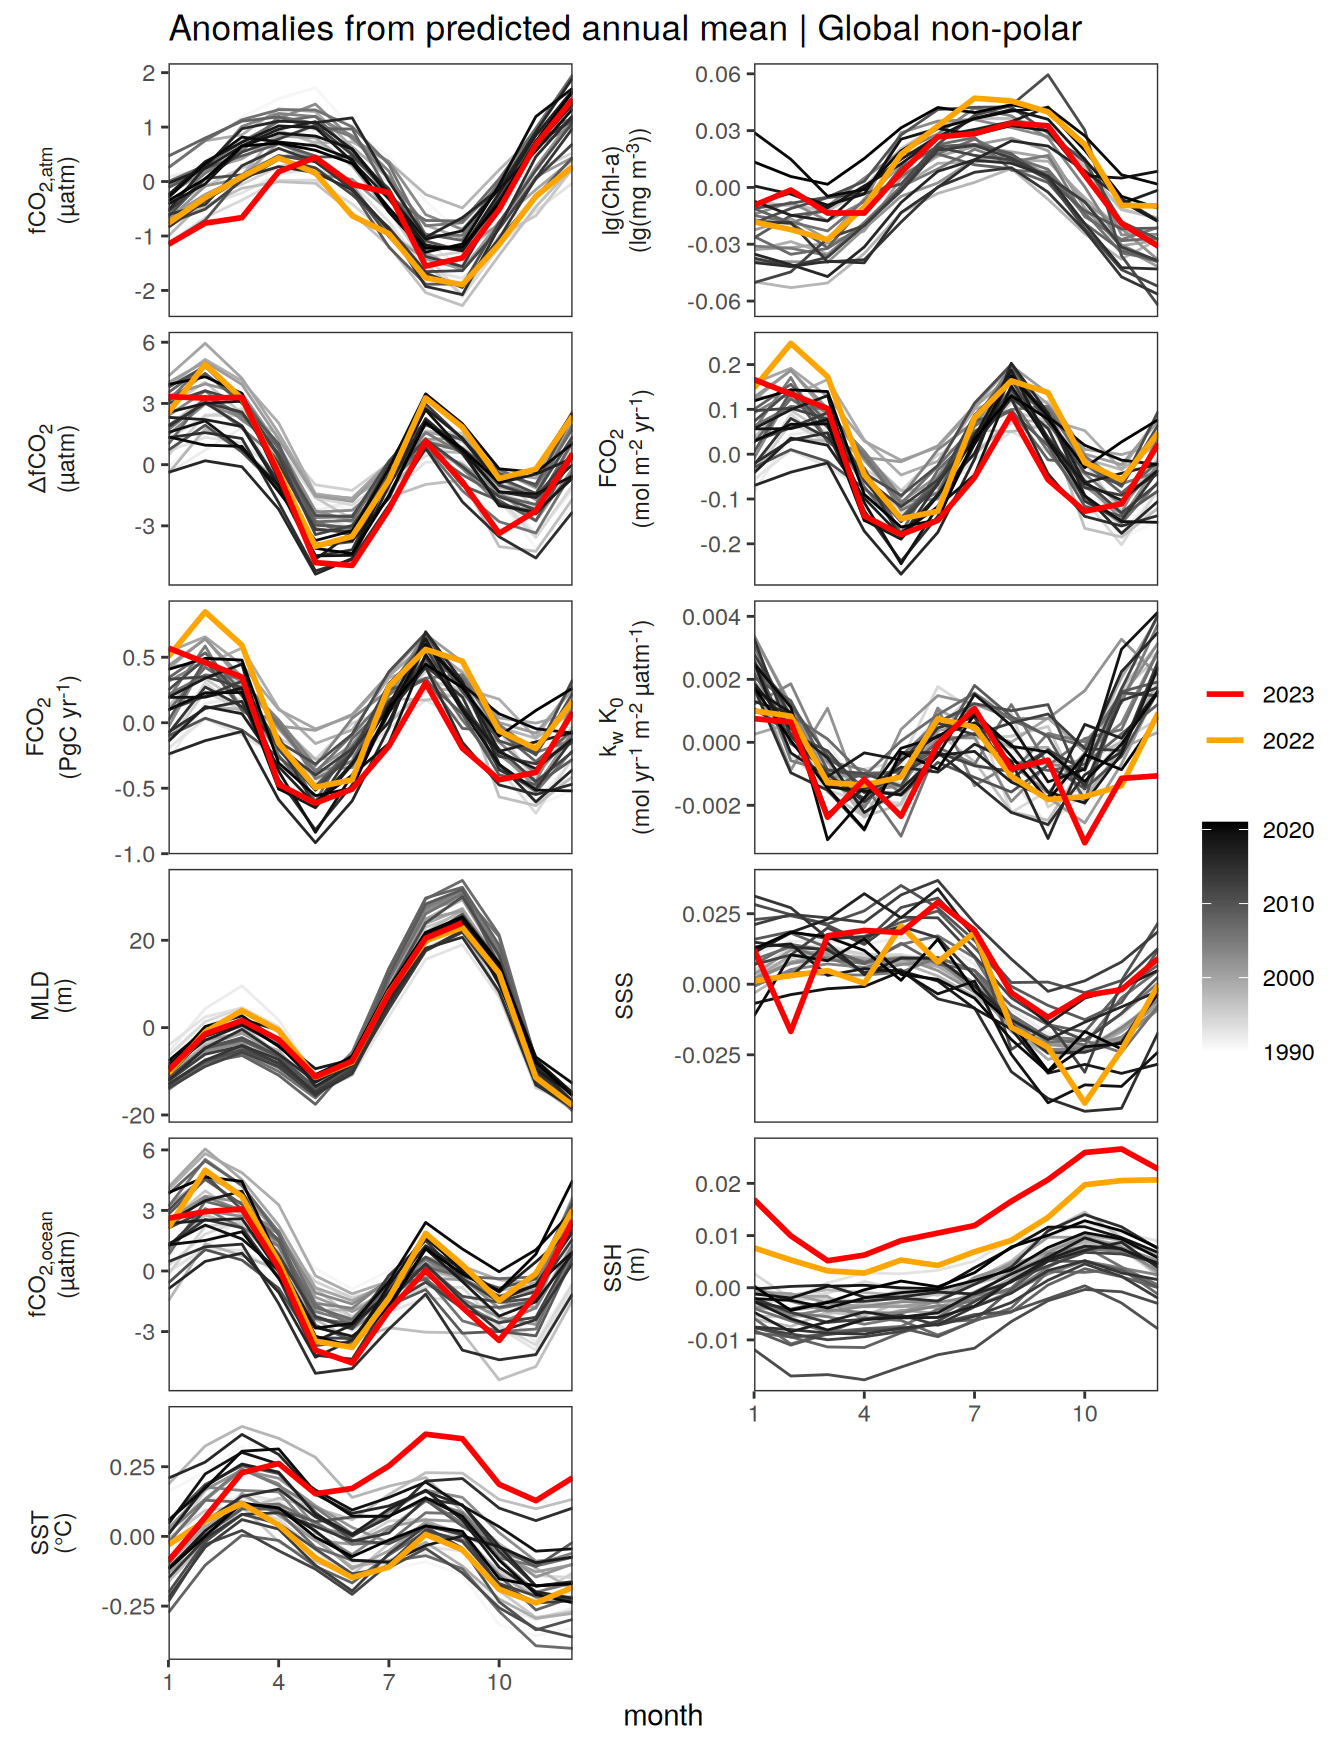 Anomalies from predicted annual mean | Global non-polar
fCO2,atm
(µatm)
2
1
0
-1
-2
lg(Chl-a)
(lg(mg m-3))
0.06
0.03
0.00
-0.03
-0.06
ΔfCO2
(µatm)
6
3
0
-3
FCO2
(mol m-2 yr-1)
0.2
0.1
0.0
-0.1
-0.2
FCO2
(PgC yr-1)
0.5
0.0
-0.5
-1.0
kw K0
(mol yr-1 m-2 µatm-1)
0.004
0.002
0.000
-0.002
MLD
(m)
20
0
-20
SSS
0.025
0.000
-0.025
fCO2,ocean
(µatm)
6
3
0
-3
SSH
(m)
0.02
0.01
0.00
-0.01
1 4 7 10
SST
(°C)
0.25
0.00
-0.25
1 4 7 10
month
2023
2022
2020
2010
2000
1990